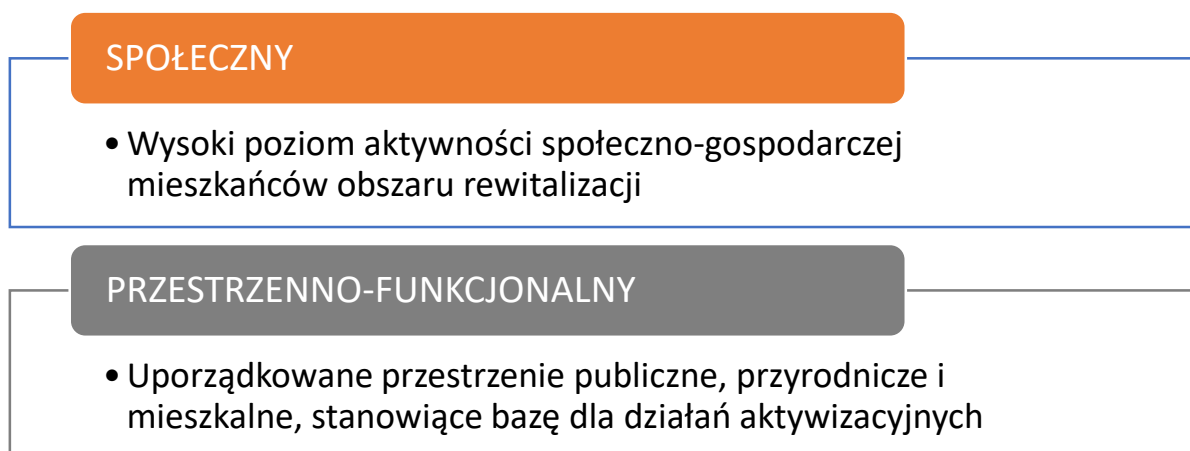 SPOŁECZNY
• Wysoki poziom aktywności społeczno-gospodarczej
mieszkańców obszaru rewitalizacji
PRZESTRZENNO-FUNKCJONALNY
• Uporządkowane przestrzenie publiczne, przyrodnicze i
mieszkalne, stanowiące bazę dla działań aktywizacyjnych